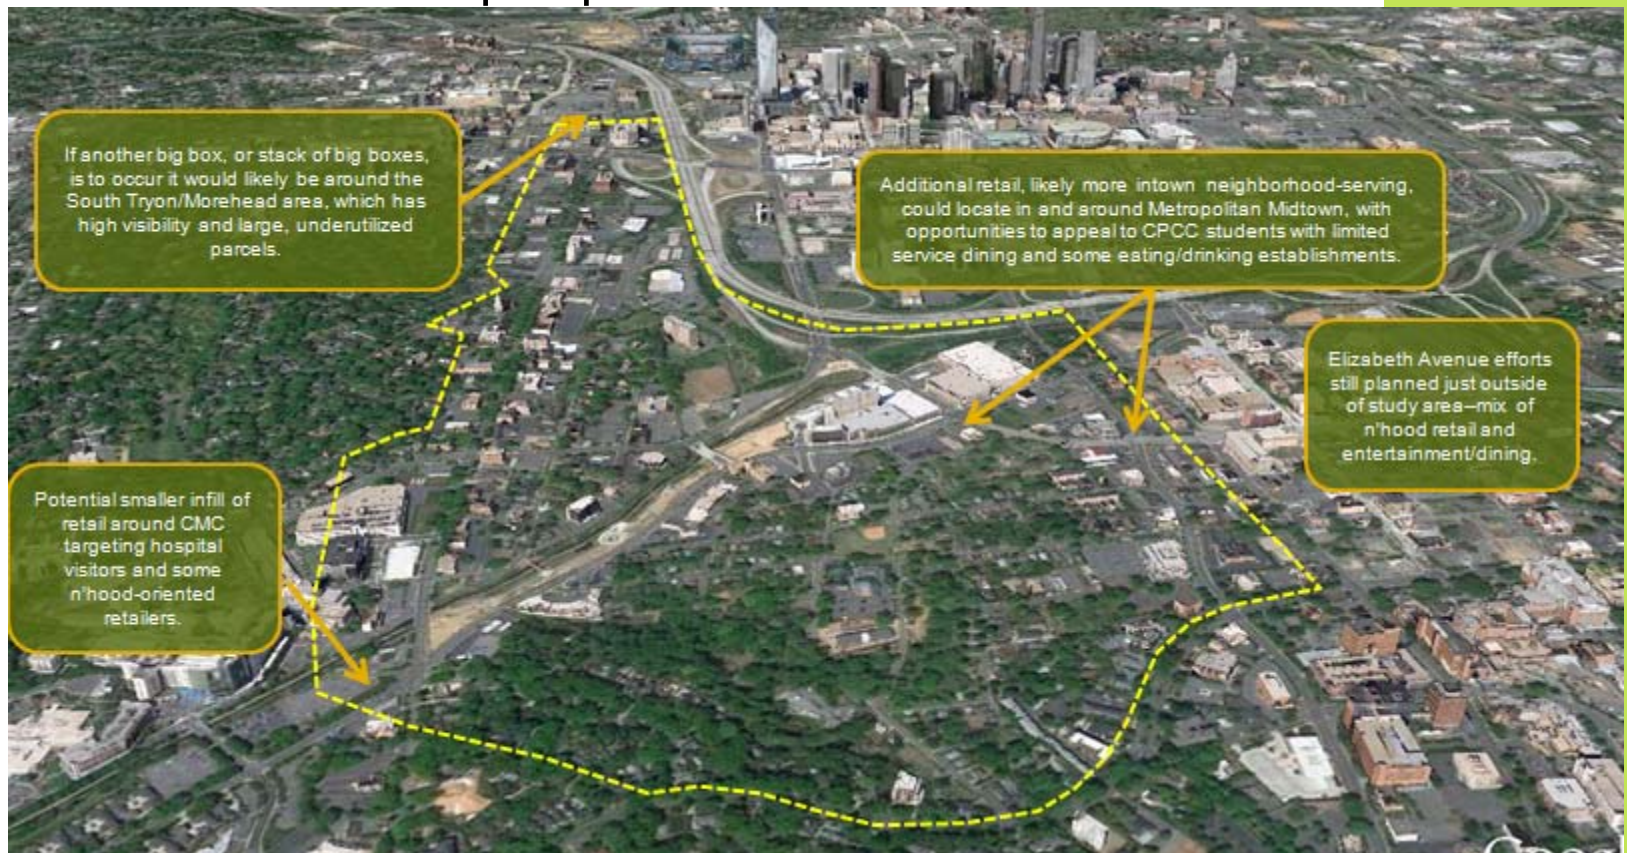 If another big box, or stack of big boxes,
is to occur it would likely be around the
South Tryon/Morehead area, which has
high visibility and large, underutilized
parcels.
Additional retail, likely more intown neighborhood-serving,
could locate in and around Metropolitan Midtown, with
opportunities to appeal to CPCC students with limited
service dining and some eating/drinking establishments.
Elizabeth Avenue efforts
still planned just outside
of study area–mix of
n'hood retail and
entertainment/dining.
Potential smaller infill of
retail around CMC
targeting hospital
visitors and some
n'hood-oriented
retailers.